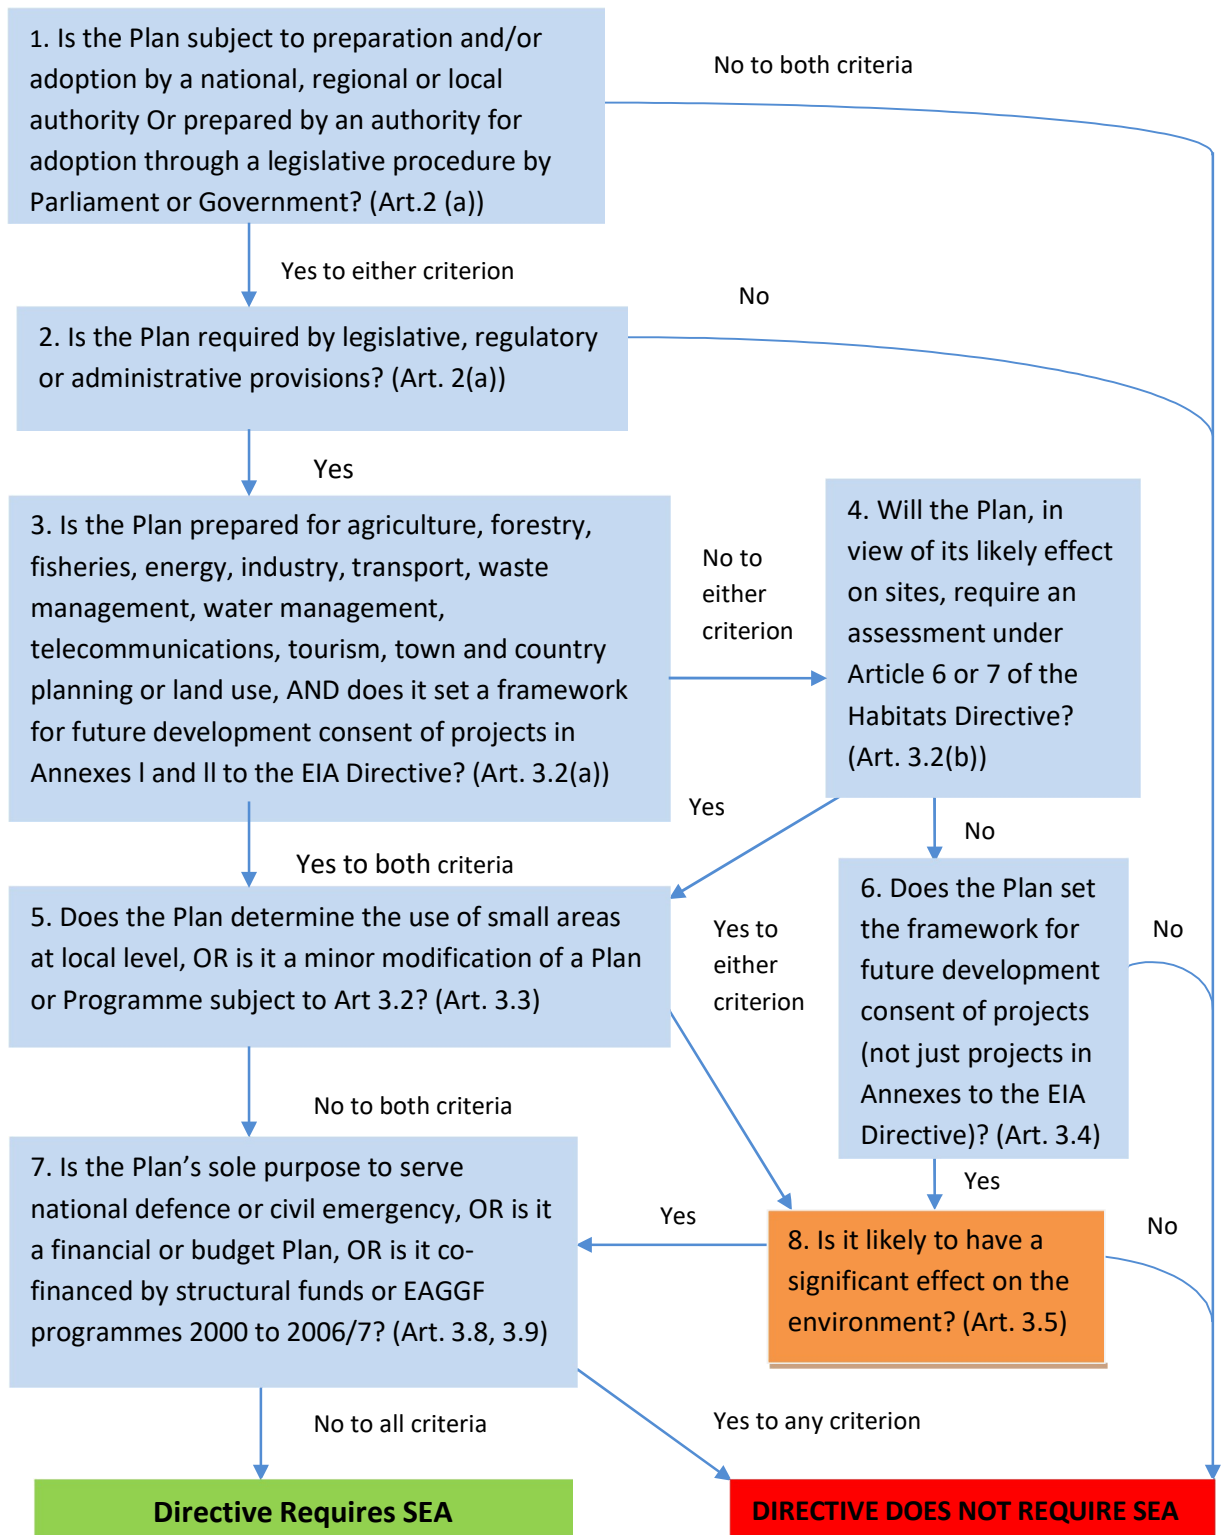 1. Is the Plan subject to preparation and/or
adoption by a national, regional or local
authority Or prepared by an authority for
adoption through a legislative procedure by
Parliament or Government? (Art.2 (a))
No to both criteria
Yes to either criterion
No
2. Is the Plan required by legislative, regulatory
or administrative provisions? (Art. 2(a))
Yes
3. Is the Plan prepared for agriculture, forestry,
fisheries, energy, industry, transport, waste
management, water management,
telecommunications, tourism, town and country
planning or land use, AND does it set a framework
for future development consent of projects in
Annexes l and ll to the EIA Directive? (Art. 3.2(a))
No to
either
criterion
4. Will the Plan, in
view of its likely effect
on sites, require an
assessment under
Article 6 or 7 of the
Habitats Directive?
(Art. 3.2(b))
Yes
No
Yes to both criteria
5. Does the Plan determine the use of small areas
at local level, OR is it a minor modification of a Plan
or Programme subject to Art 3.2? (Art. 3.3)
Yes to
either
criterion
6. Does the Plan set
the framework for
future development
consent of projects
(not just projects in
Annexes to the EIA
Directive)? (Art. 3.4)
No
No to both criteria
Yes
7. Is the Plan’s sole purpose to serve
national defence or civil emergency, OR is it
a financial or budget Plan, OR is it co-
financed by structural funds or EAGGF
programmes 2000 to 2006/7? (Art. 3.8, 3.9)
Yes
8. Is it likely to have a
significant effect on the
environment? (Art. 3.5)
No
No to all criteria
Yes to any criterion
Directive Requires SEA
DIRECTIVE DOES NOT REQUIRE SEA